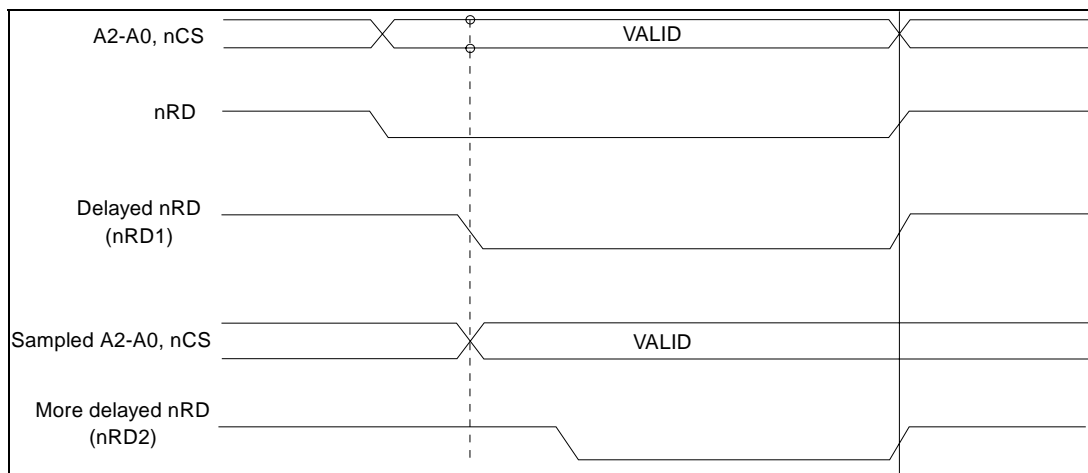 A2-A0, nCS
VALID
nRD
Delayed nRD
(nRD1)
Sampled A2-A0, nCS
VALID
More delayed nRD
(nRD2)